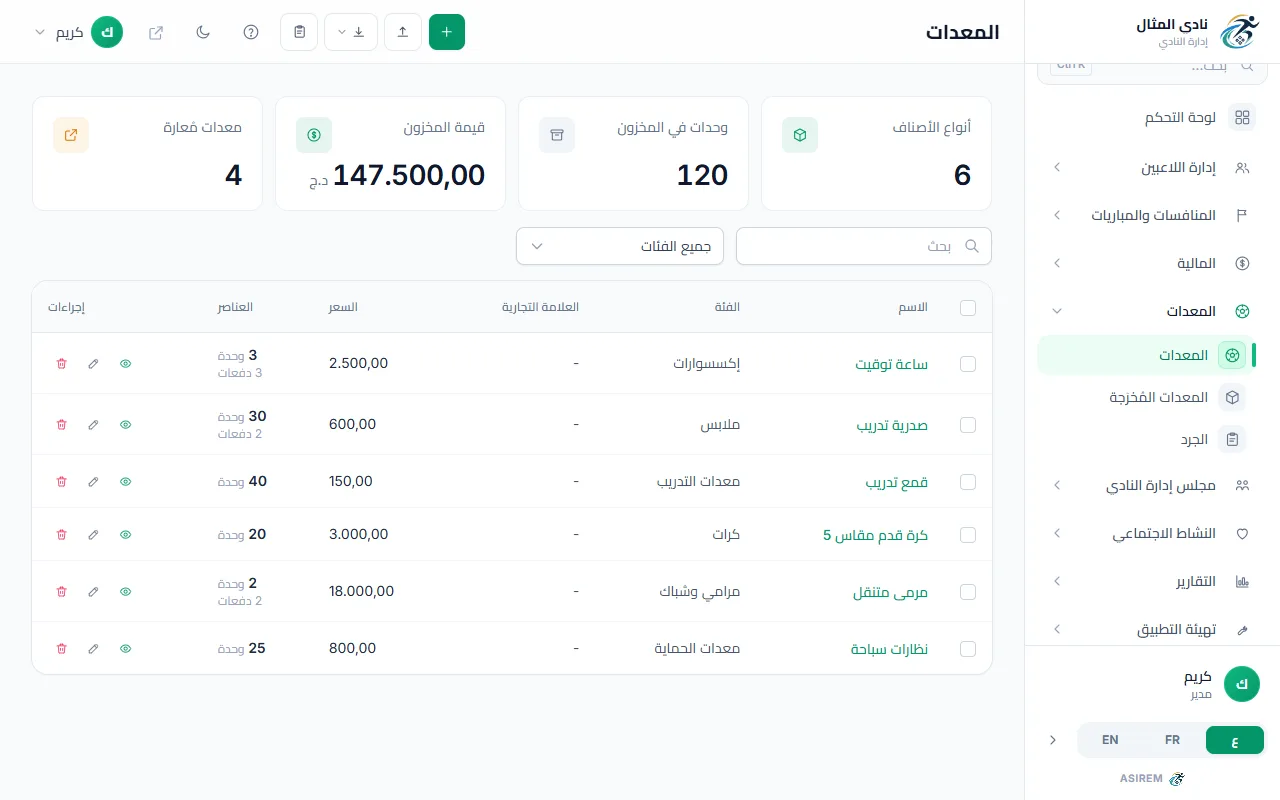 نادي المثال
إدارة النادي
بحث...
Ctrl K
لوحة التحكم
إدارة اللاعبين
المنافسات والمباريات
المالية
المعدات
المعدات
المعدات المُخرجة
الجرد
مجلس إدارة النادي
النشاط الاجتماعي
التقارير
تهيئة التطبيق
ك
كريم
مدير
ع
FR
EN
ASIREM
المعدات
ك
كريم
أنواع الأصناف
6
وحدات في المخزون
120
قيمة المخزون
147.500,00 د.ج
معدات مُعارة
4
بحث
جميع الفئات
الاسم الفئة العلامة التجارية السعر العناصر إجراءات
ساعة توقيت إكسسوارات - 2.500,00 3 وحدة
3 دفعات
صدرية تدريب ملابس - 600,00 30 وحدة
2 دفعات
قمع تدريب معدات التدريب - 150,00 40 وحدة
كرة قدم مقاس 5 كرات - 3.000,00 20 وحدة
مرمى متنقل مرامي وشباك - 18.000,00 2 وحدة
2 دفعات
نظارات سباحة معدات الحماية - 800,00 25 وحدة